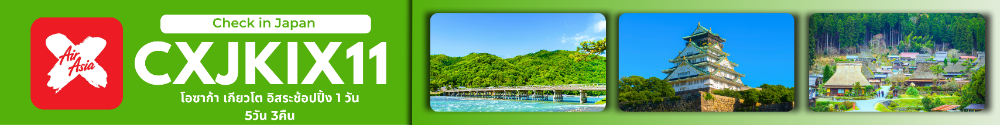 Air
Asia
Check in Japan
CXJKIX11
โอซาก้า เกียวโต อิสระช้อปปิ้ง 1 วัน
5วัน 3คืน